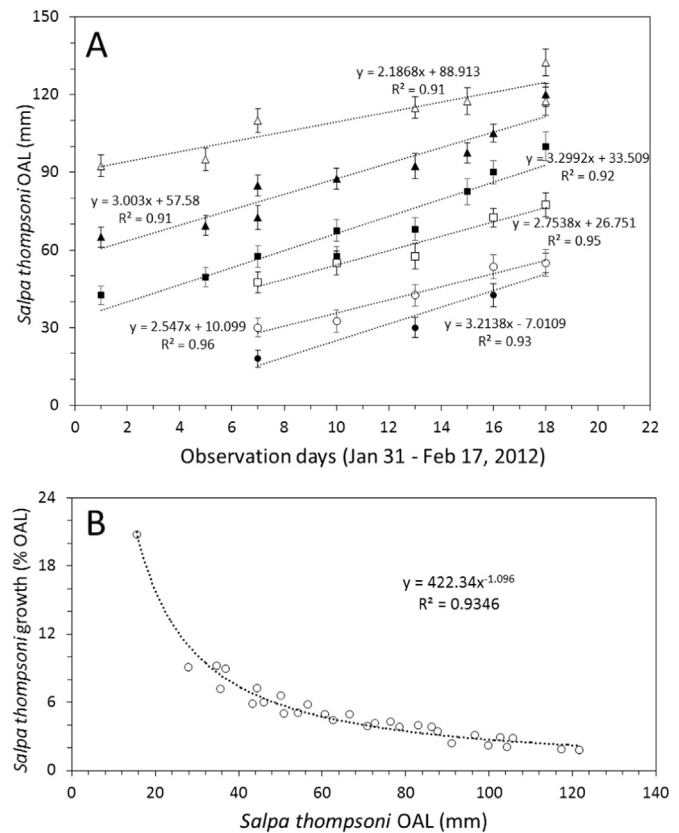 A
Salpa thompsoni OAL (mm)
150
120
90
60
30
0
y = 2.1868x + 88.913
R² = 0.91
y = 3.003x + 57.58
R² = 0.91
y = 3.2992x + 33.509
R² = 0.92
y = 2.7538x + 26.751
R² = 0.95
y = 2.547x + 10.099
R² = 0.96
y = 3.2138x - 7.0109
R² = 0.93
0 2 4 6 8 10 12 14 16 18 20 22
Observation days (Jan 31 - Feb 17, 2012)
B
Salpa thompsoni growth (% OAL)
24
18
12
6
0
y = 422.34x⁻¹·⁰⁹⁶
R² = 0.9346
0 20 40 60 80 100 120 140
Salpa thompsoni OAL (mm)